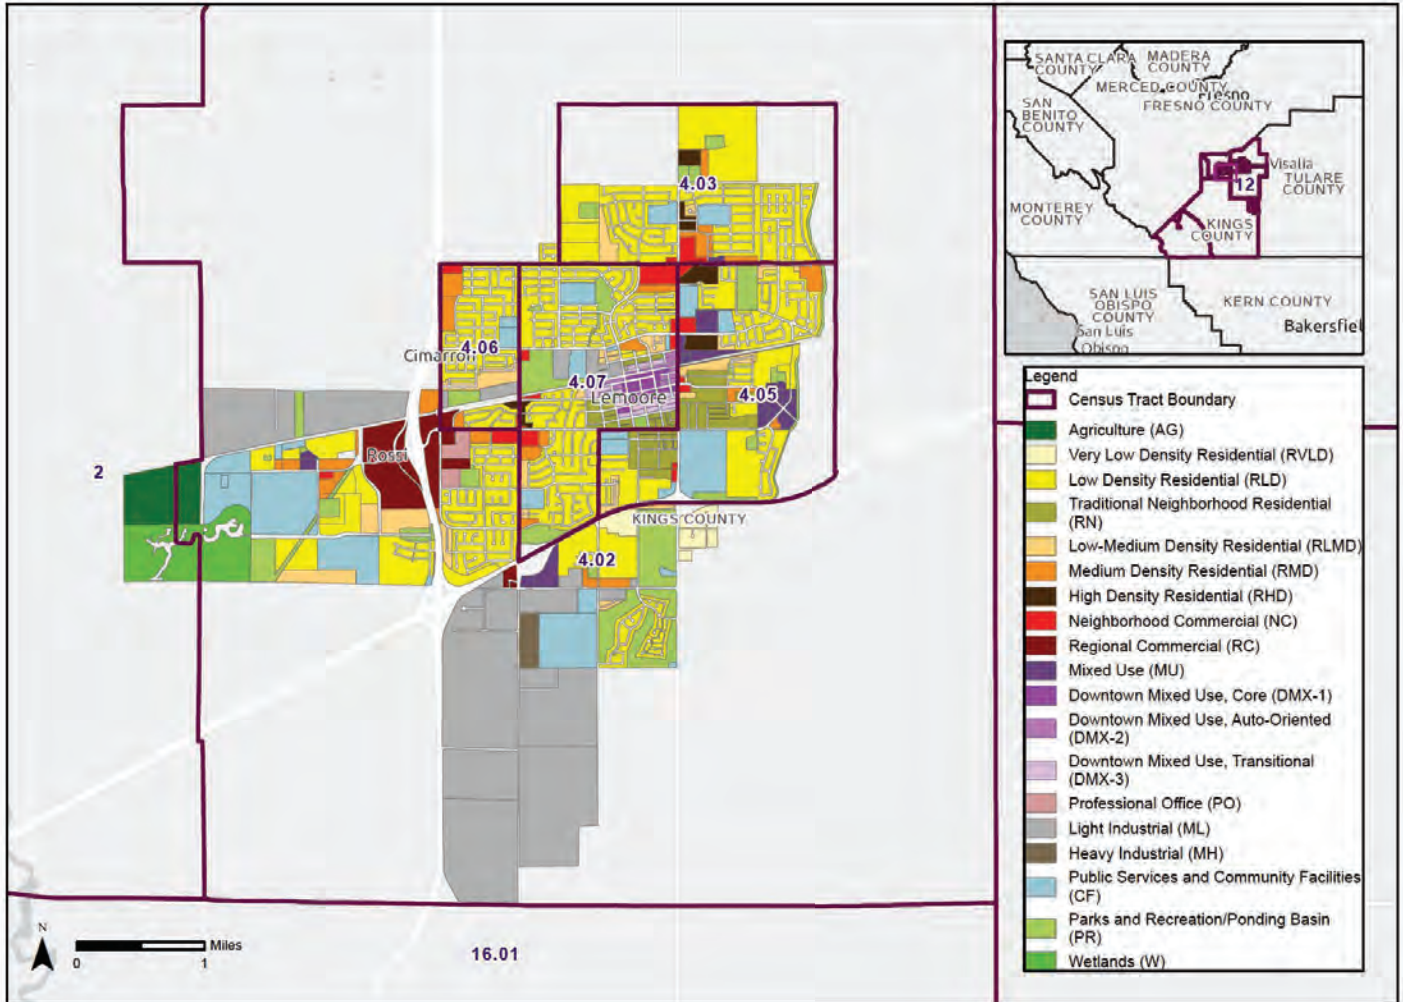 SANTA CLARA
COUNTY
MADERA
COUNTY
MERCED COUNTY
Fresno
FRESNO COUNTY
SAN
BENITO
COUNTY
Visalia
TULARE
COUNTY
12
MONTEREY
COUNTY
KINGS
COUNTY
SAN LUIS
OBISPO
COUNTY
KERN COUNTY
San Luis
Obispo
Bakersfiel
4.03
4.06
Cimarron
4.07
Lemoore
4.05
Rossi
2
KINGS COUNTY
4.02
16.01
N
0 1 Miles
Legend
Census Tract Boundary
Agriculture (AG)
Very Low Density Residential (RVLD)
Low Density Residential (RLD)
Traditional Neighborhood Residential
(RN)
Low-Medium Density Residential (RLMD)
Medium Density Residential (RMD)
High Density Residential (RHD)
Neighborhood Commercial (NC)
Regional Commercial (RC)
Mixed Use (MU)
Downtown Mixed Use, Core (DMX-1)
Downtown Mixed Use, Auto-Oriented
(DMX-2)
Downtown Mixed Use, Transitional
(DMX-3)
Professional Office (PO)
Light Industrial (ML)
Heavy Industrial (MH)
Public Services and Community Facilities
(CF)
Parks and Recreation/Ponding Basin
(PR)
Wetlands (W)